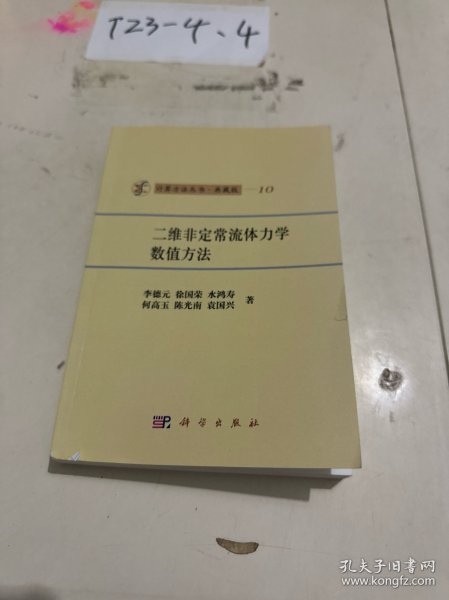 T23-4、4
计算方法丛书·典藏版 — 10
二维非定常流体力学
数值方法
李德元 徐国荣 水鸿寿
何高玉 陈光南 袁国兴 著
科学出版社
孔夫子旧书网
www.kongfz.com